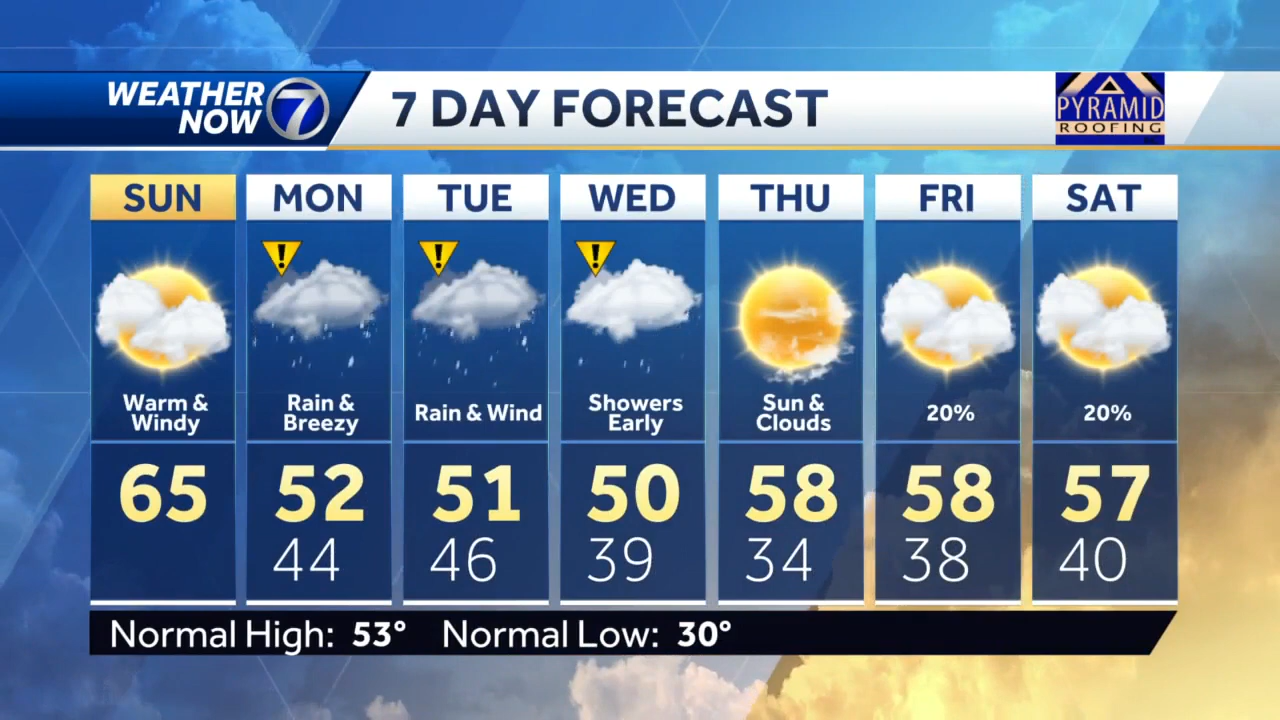 WEATHER
NOW 7
7 DAY FORECAST
PYRAMID
ROOFING
SUN MON TUE WED THU FRI SAT
! ! !
Warm &
Windy
Rain &
Breezy
Rain & Wind
Showers
Early
Sun &
Clouds
20%
20%
65 52 51 50 58 58 57
44 46 39 34 38 40
Normal High: 53° Normal Low: 30°